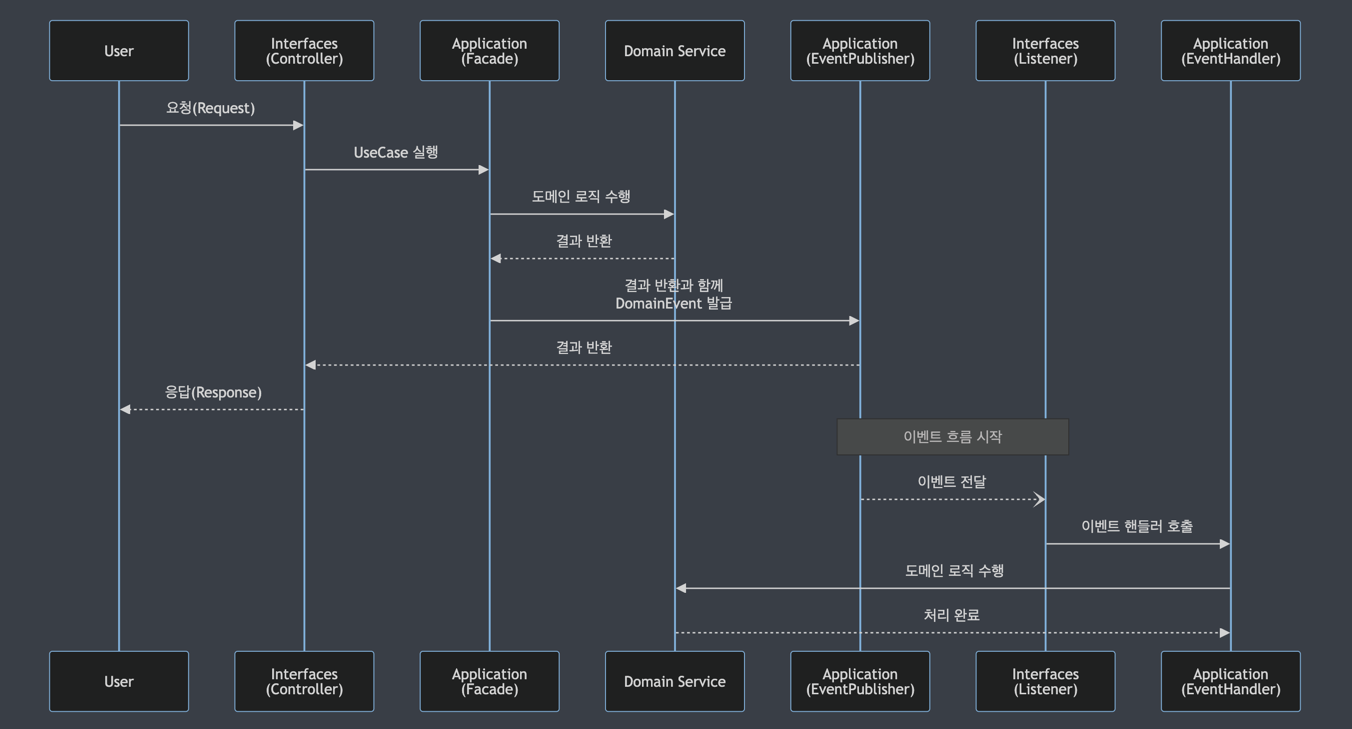 User
Interfaces
(Controller)
Application
(Facade)
Domain Service
Application
(EventPublisher)
Interfaces
(Listener)
Application
(EventHandler)
요청(Request)
UseCase 실행
도메인 로직 수행
결과 반환
결과 반환과 함께
DomainEvent 발급
결과 반환
응답(Response)
이벤트 흐름 시작
이벤트 전달
이벤트 핸들러 호출
도메인 로직 수행
처리 완료
User
Interfaces
(Controller)
Application
(Facade)
Domain Service
Application
(EventPublisher)
Interfaces
(Listener)
Application
(EventHandler)